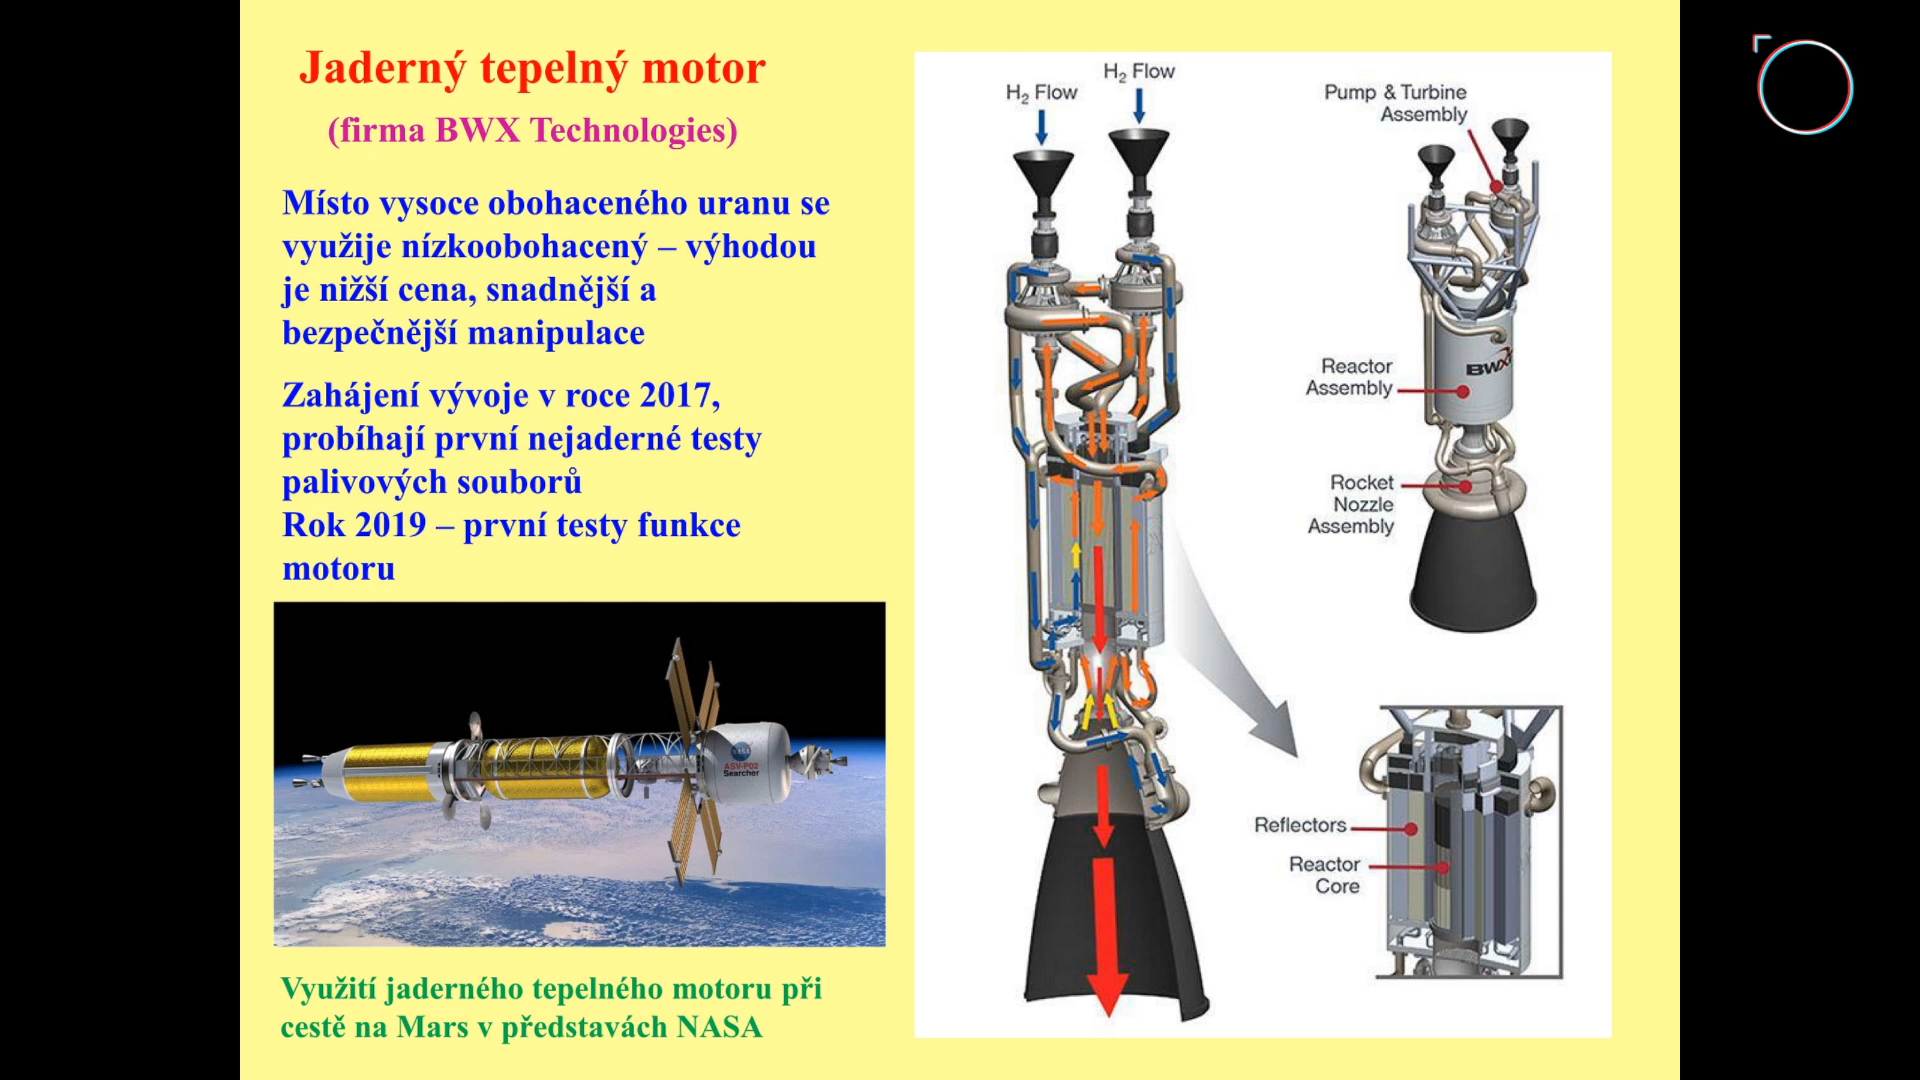 Jaderný tepelný motor
(firma BWX Technologies)
Místo vysoce obohaceného uranu se
využije nízkoobohacený – výhodou
je nižší cena, snadnější a
bezpečnější manipulace
Zahájení vývoje v roce 2017,
probíhají první nejaderné testy
palivových souborů
Rok 2019 – první testy funkce
motoru
NASA
ASV-P02
Searcher
Využití jaderného tepelného motoru při
cestě na Mars v představách NASA
H₂ Flow
H₂ Flow
Pump & Turbine
Assembly
Reactor
Assembly
BWX
Rocket
Nozzle
Assembly
Reflectors
Reactor
Core